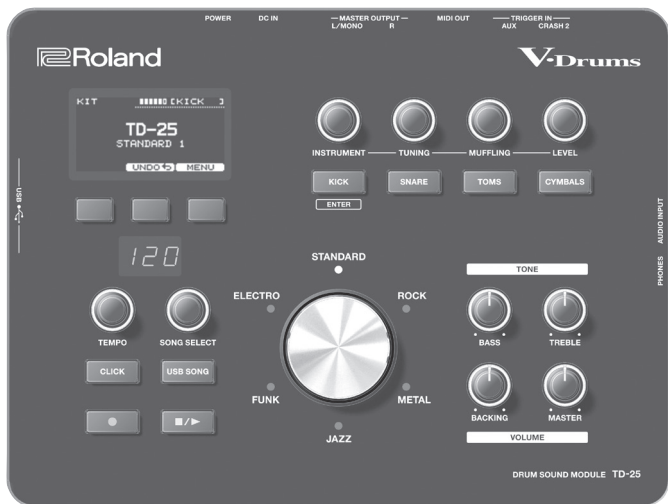 POWER DC IN MASTER OUTPUT MIDI OUT TRIGGER IN
L/MONO R AUX CRASH 2
Roland
V-Drums
KIT [KICK ]
TD-25
STANDARD 1
UNDO MENU
USB
INSTRUMENT TUNING MUFFLING LEVEL
KICK SNARE TOMS CYMBALS
ENTER
PHONES AUDIO INPUT
120
TEMPO SONG SELECT
CLICK USB SONG
STANDARD
ELECTRO ROCK
FUNK METAL
JAZZ
TONE
BASS TREBLE
BACKING MASTER
VOLUME
DRUM SOUND MODULE TD-25